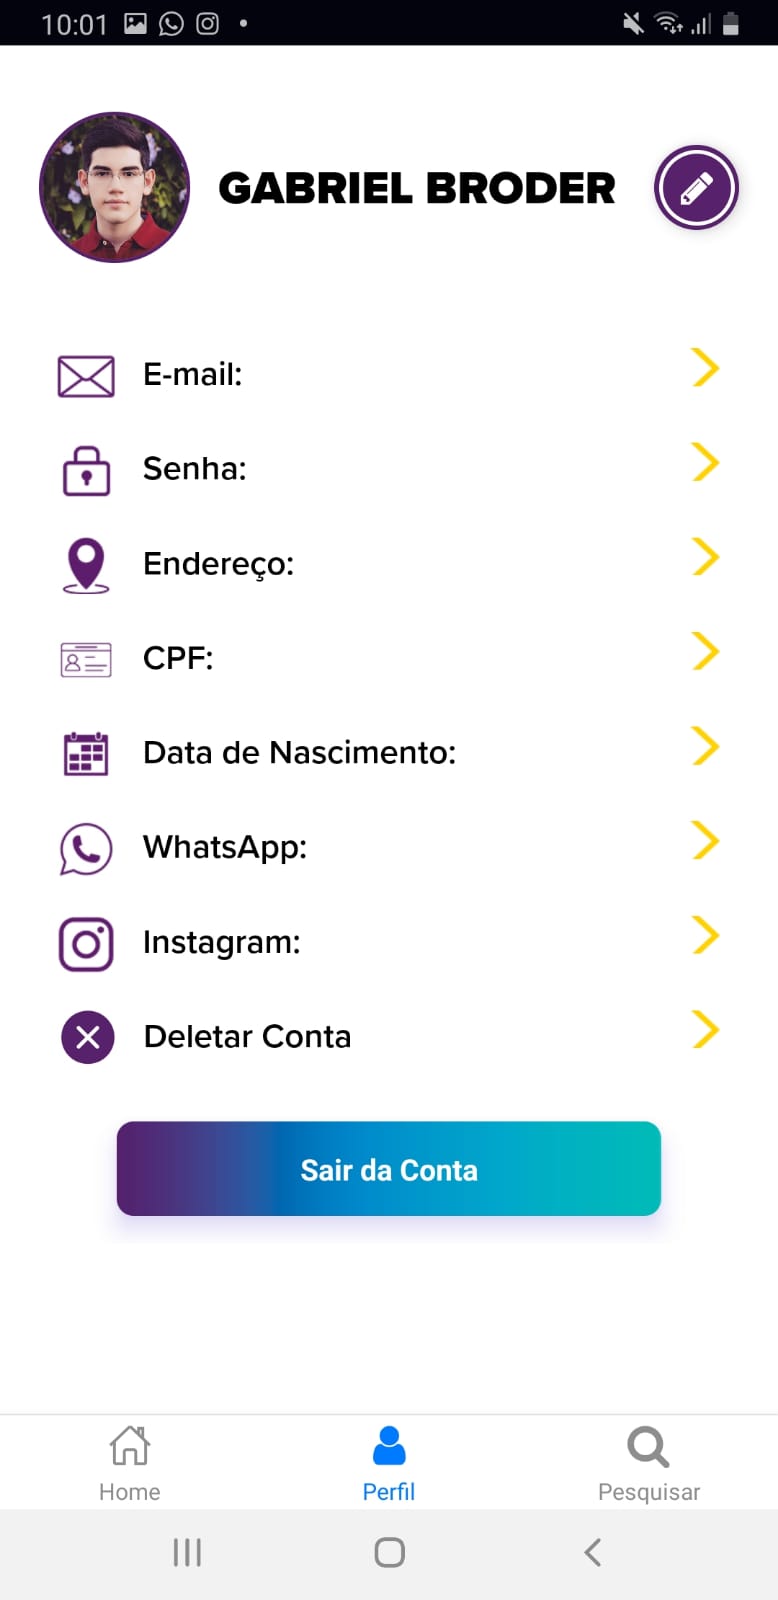 10:01
GABRIEL BRODER
E-mail:
Senha:
Endereço:
CPF:
Data de Nascimento:
WhatsApp:
Instagram:
Deletar Conta
Sair da Conta
Home Perfil Pesquisar